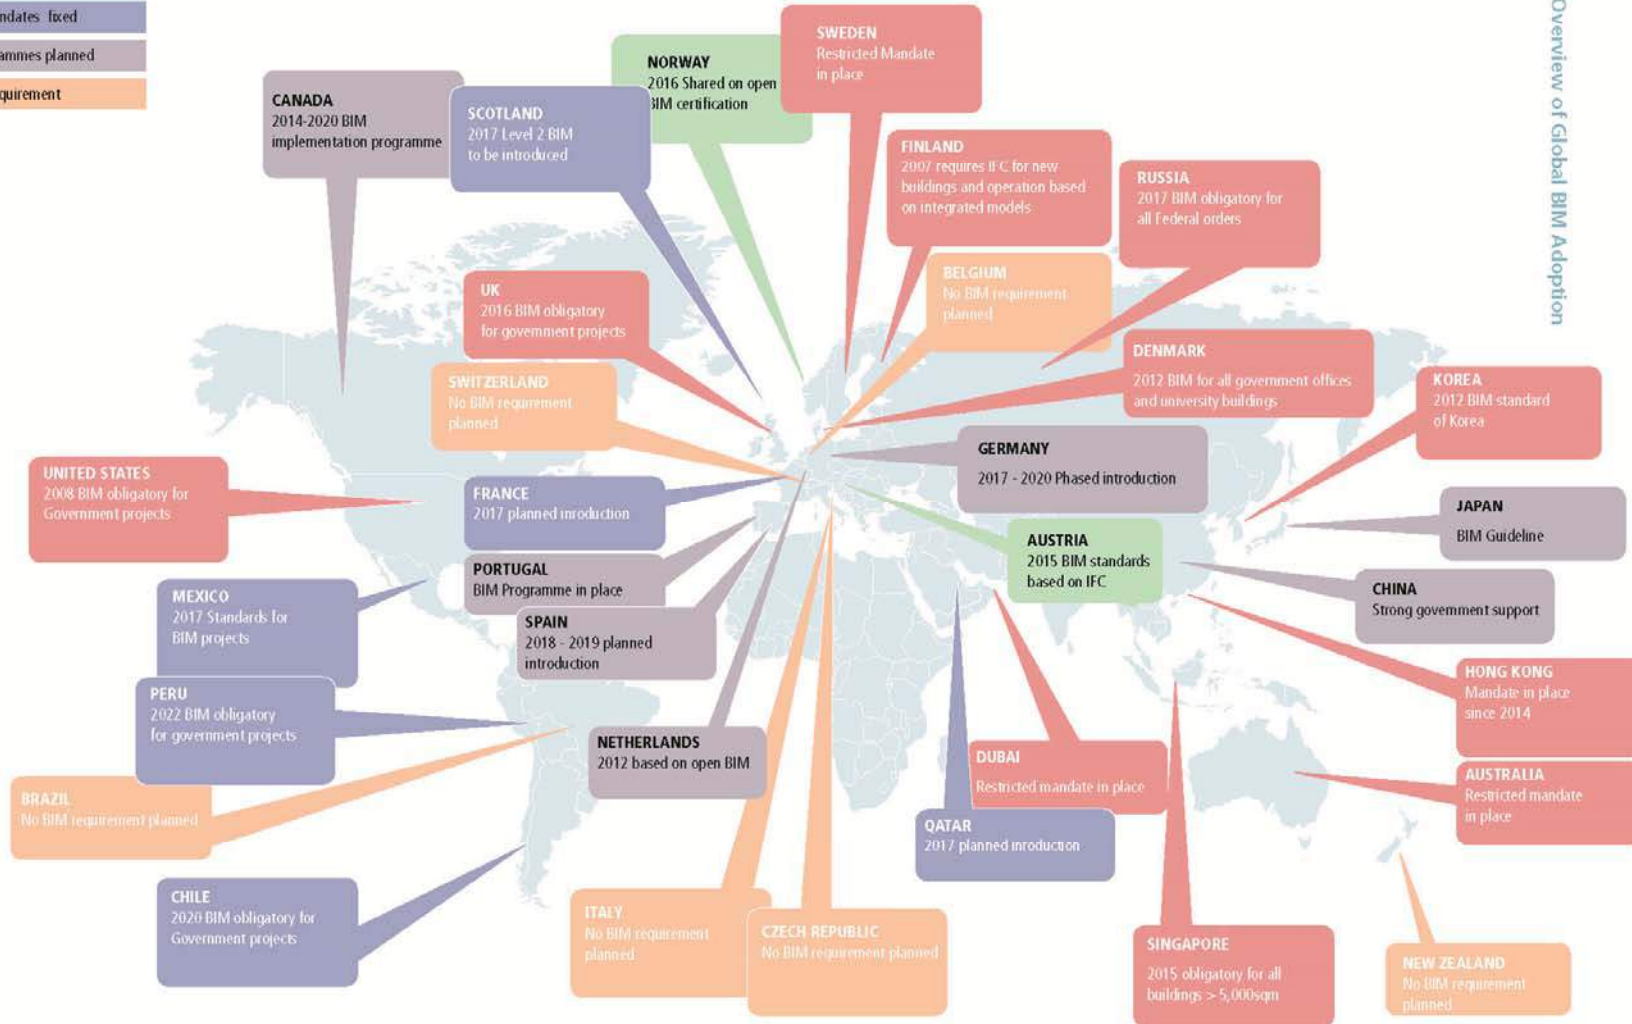 ndates fixed
ammes planned
quirement
Overview of Global BIM Adoption
CANADA
2014-2020 BIM
implementation programme
SCOTLAND
2017 Level 2 BIM
to be introduced
NORWAY
2016 Shared on open
BIM certification
SWEDEN
Restricted Mandate
in place
FINLAND
2007 requires IFC for new
buildings and operation based
on integrated models
RUSSIA
2017 BIM obligatory for
all Federal orders
BELGIUM
No BIM requirement
planned
UK
2016 BIM obligatory
for government projects
SWITZERLAND
No BIM requirement
planned
DENMARK
2012 BIM for all government offices
and university buildings
KOREA
2012 BIM standard
of Korea
GERMANY
2017 - 2020 Phased introduction
UNITED STATES
2008 BIM obligatory for
Government projects
FRANCE
2017 planned inroduction
JAPAN
BIM Guideline
AUSTRIA
2015 BIM standards
based on IFC
PORTUGAL
BIM Programme in place
CHINA
Strong government support
MEXICO
2017 Standards for
BIM projects
SPAIN
2018 - 2019 planned
introduction
HONG KONG
Mandate in place
since 2014
PERU
2022 BIM obligatory
for government projects
NETHERLANDS
2012 based on open BIM
DUBAI
Restricted mandate in place
AUSTRALIA
Restricted mandate
in place
BRAZIL
No BIM requirement planned
QATAR
2017 planned inroduction
CHILE
2020 BIM obligatory for
Government projects
ITALY
No BIM requirement
planned
CZECH REPUBLIC
No BIM requirement planned
SINGAPORE
2015 obligatory for all
buildings > 5,000sqm
NEW ZEALAND
No BIM requirement
planned